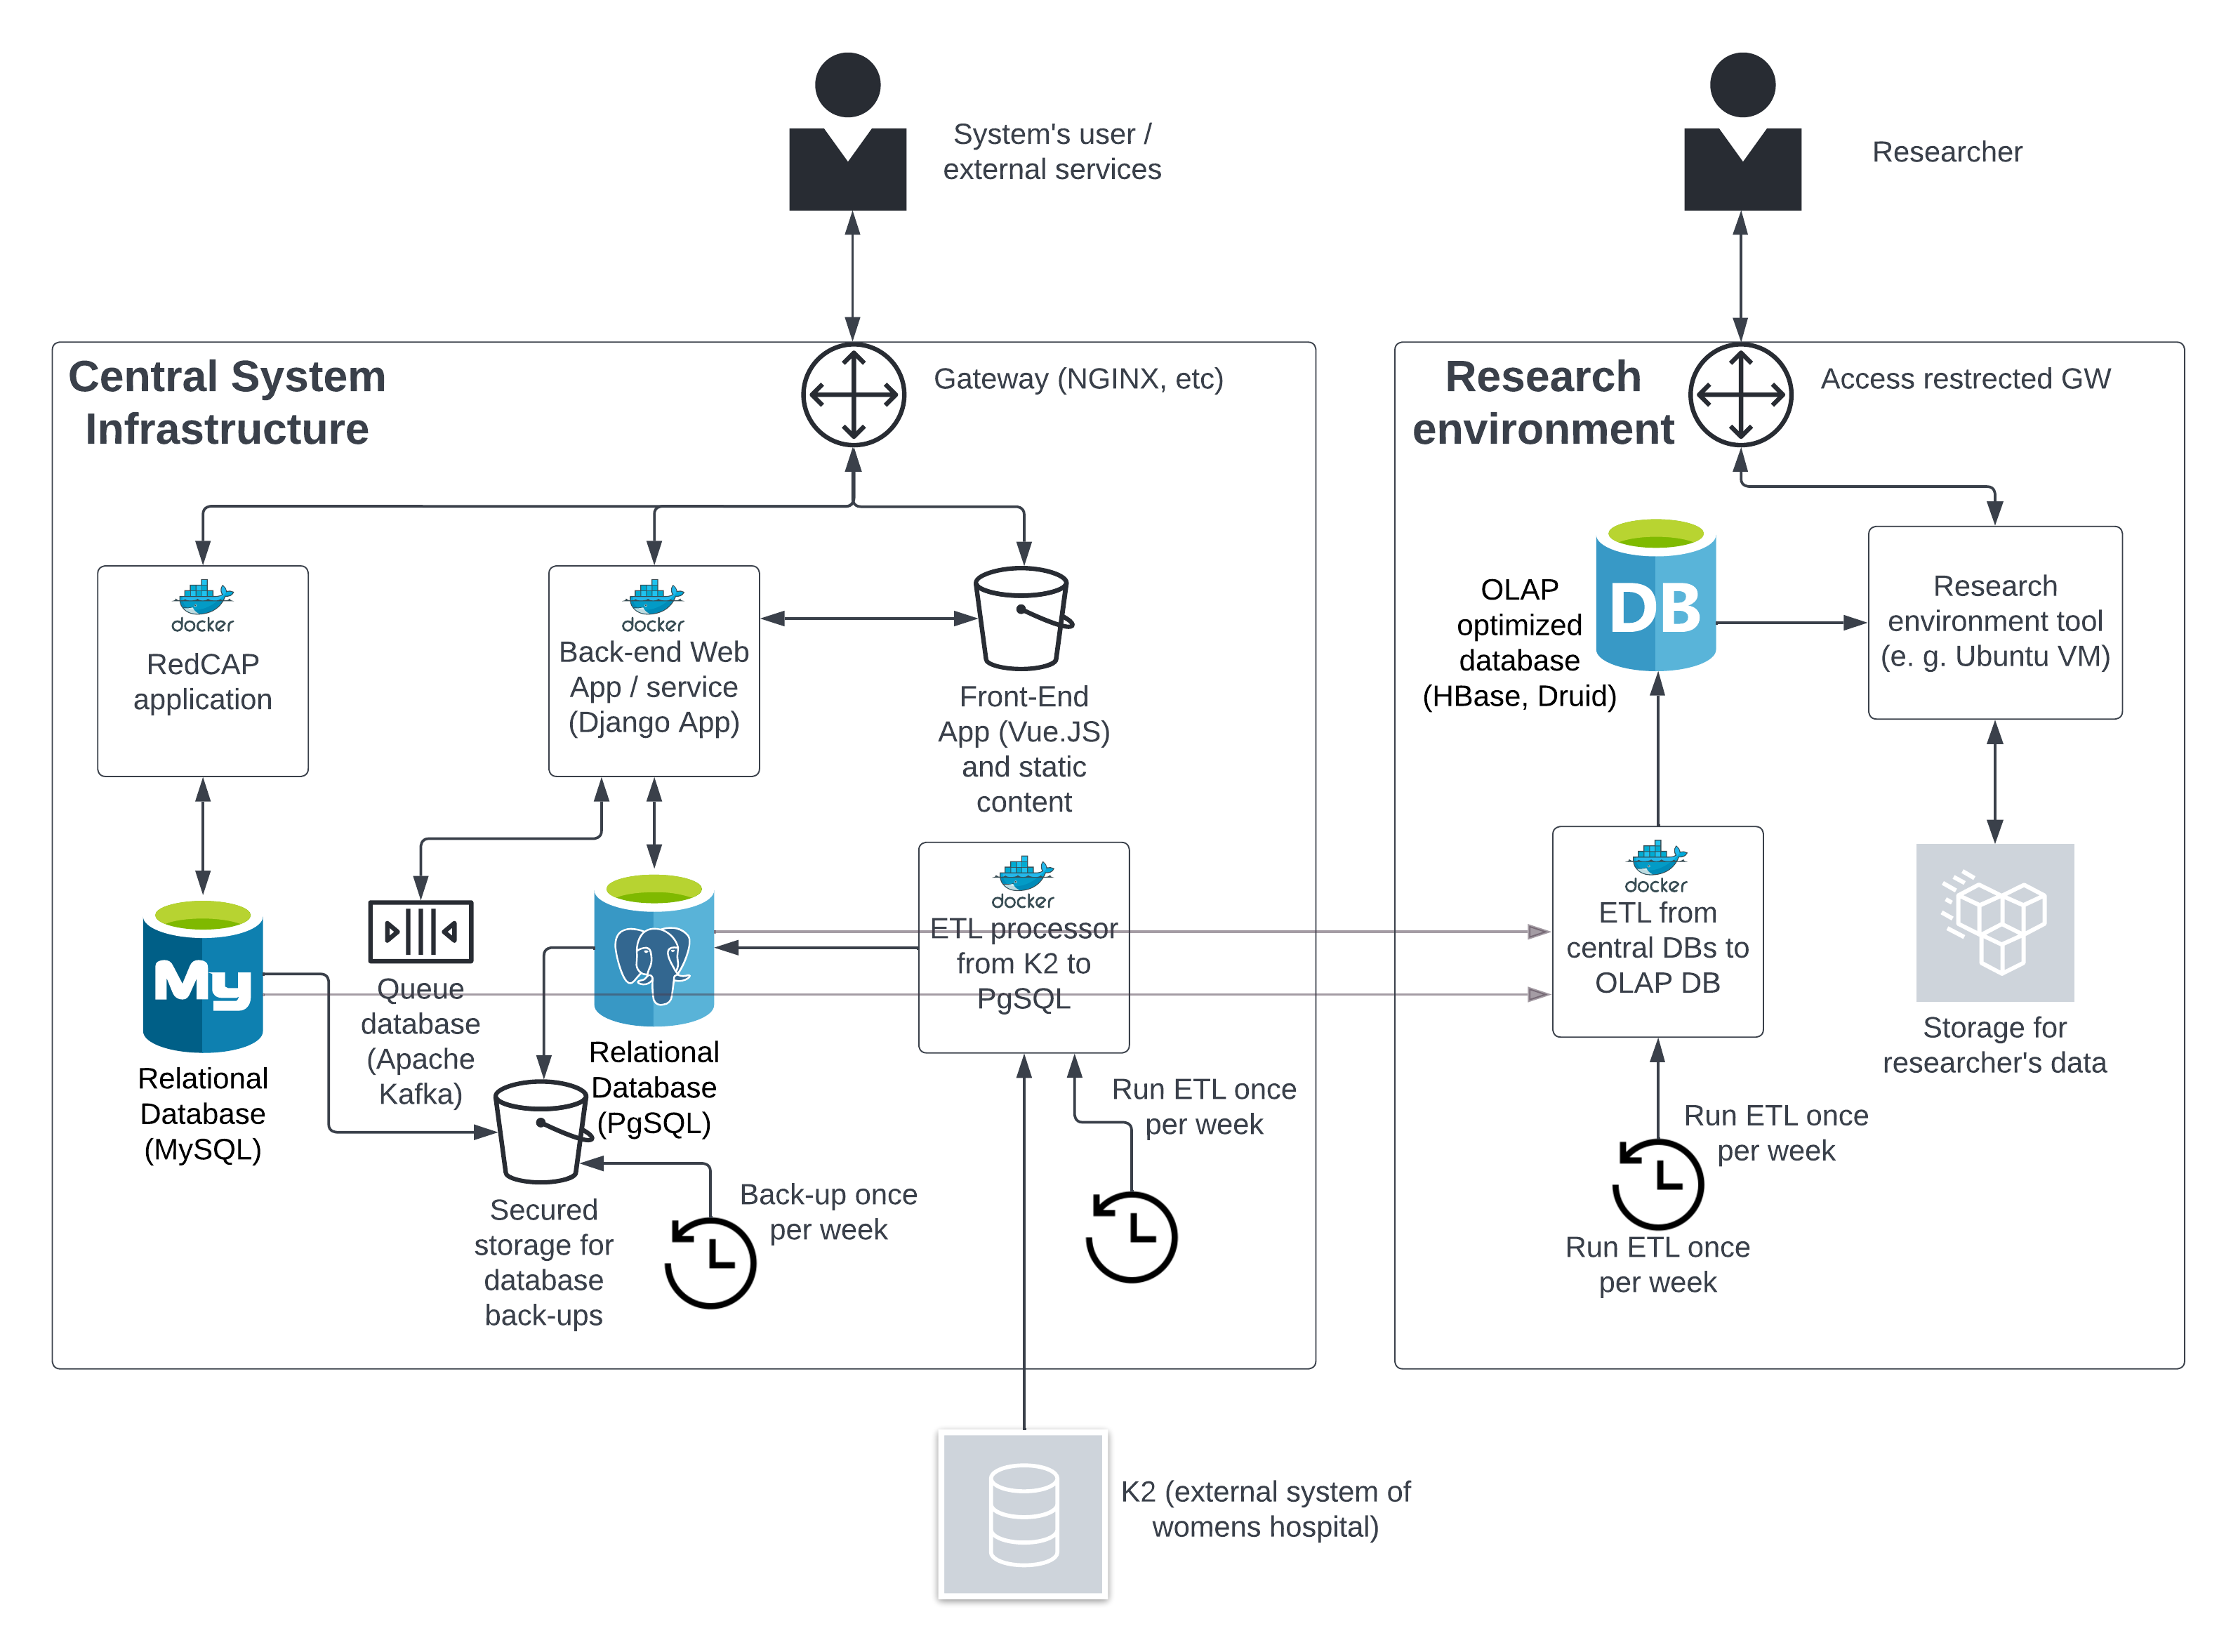 System's user /
external services
Researcher
Central System
Infrastructure
Gateway (NGINX, etc)
Research
environment
Access restrected GW
docker
RedCAP
application
docker
Back-end Web
App / service
(Django App)
Front-End
App (Vue.JS)
and static
content
OLAP
optimized
database
(HBase, Druid)
DB
Research
environment tool
(e. g. Ubuntu VM)
My
Relational
Database
(MySQL)
Queue
database
(Apache
Kafka)
Relational
Database
(PgSQL)
docker
ETL processor
from K2 to
PgSQL
docker
ETL from
central DBs to
OLAP DB
Storage for
researcher's data
Secured
storage for
database
back-ups
Back-up once
per week
Run ETL once
per week
Run ETL once
per week
Run ETL once
per week
K2 (external system of
womens hospital)